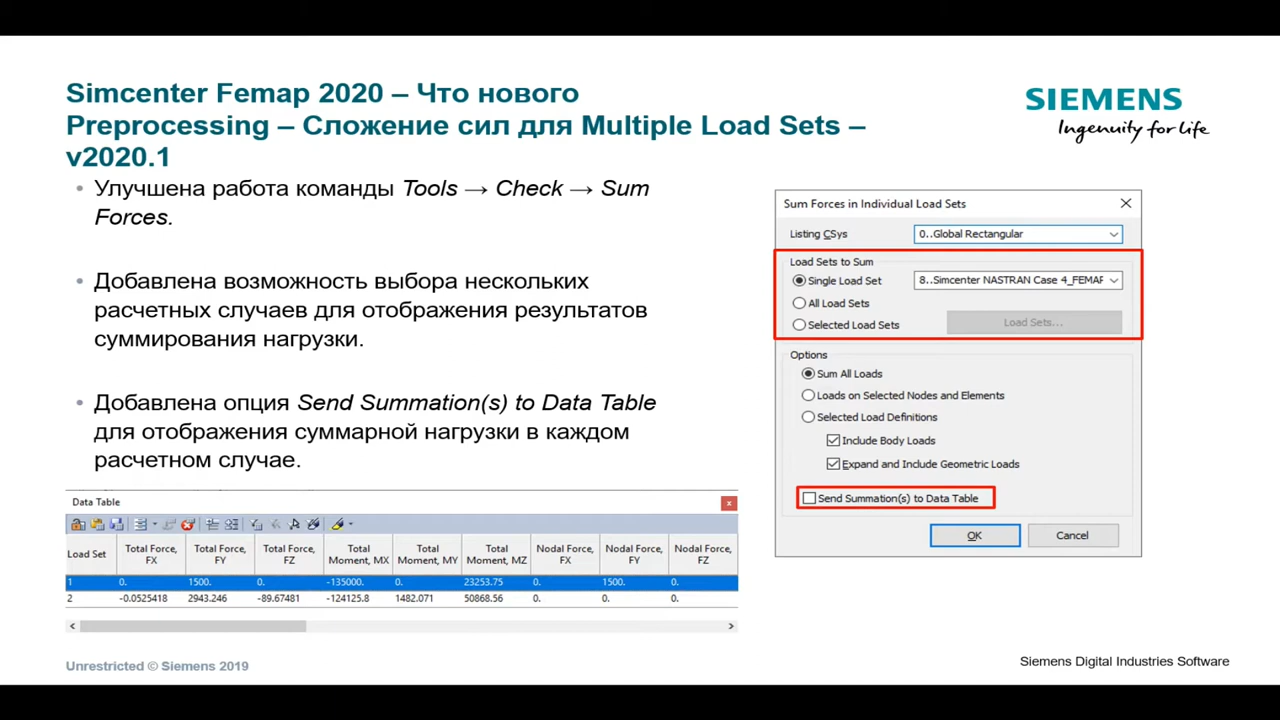 Simcenter Femap 2020 – Что нового
Preprocessing – Сложение сил для Multiple Load Sets –
v2020.1
SIEMENS
Ingenuity for life
• Улучшена работа команды Tools → Check → Sum
Forces.
• Добавлена возможность выбора нескольких
расчетных случаев для отображения результатов
суммирования нагрузки.
• Добавлена опция Send Summation(s) to Data Table
для отображения суммарной нагрузки в каждом
расчетном случае.
Sum Forces in Individual Load Sets
Listing CSys 0..Global Rectangular
Load Sets to Sum
Single Load Set 8..Simcenter NASTRAN Case 4_FEMAP
All Load Sets
Selected Load Sets Load Sets...
Options
Sum All Loads
Loads on Selected Nodes and Elements
Selected Load Definitions
Include Body Loads
Expand and Include Geometric Loads
Send Summation(s) to Data Table
OK Cancel
Data Table
Load Set Total Force, FX Total Force, FY Total Force, FZ Total Moment, MX Total Moment, MY Total Moment, MZ Nodal Force, FX Nodal Force, FY Nodal Force, FZ
1 0. 1500. 0. -135000. 0. 23253.75 0. 1500. 0.
2 -0.0525418 2943.246 -89.67481 -124125.8 1482.071 50868.56 0. 0. 0.
Unrestricted © Siemens 2019
Siemens Digital Industries Software